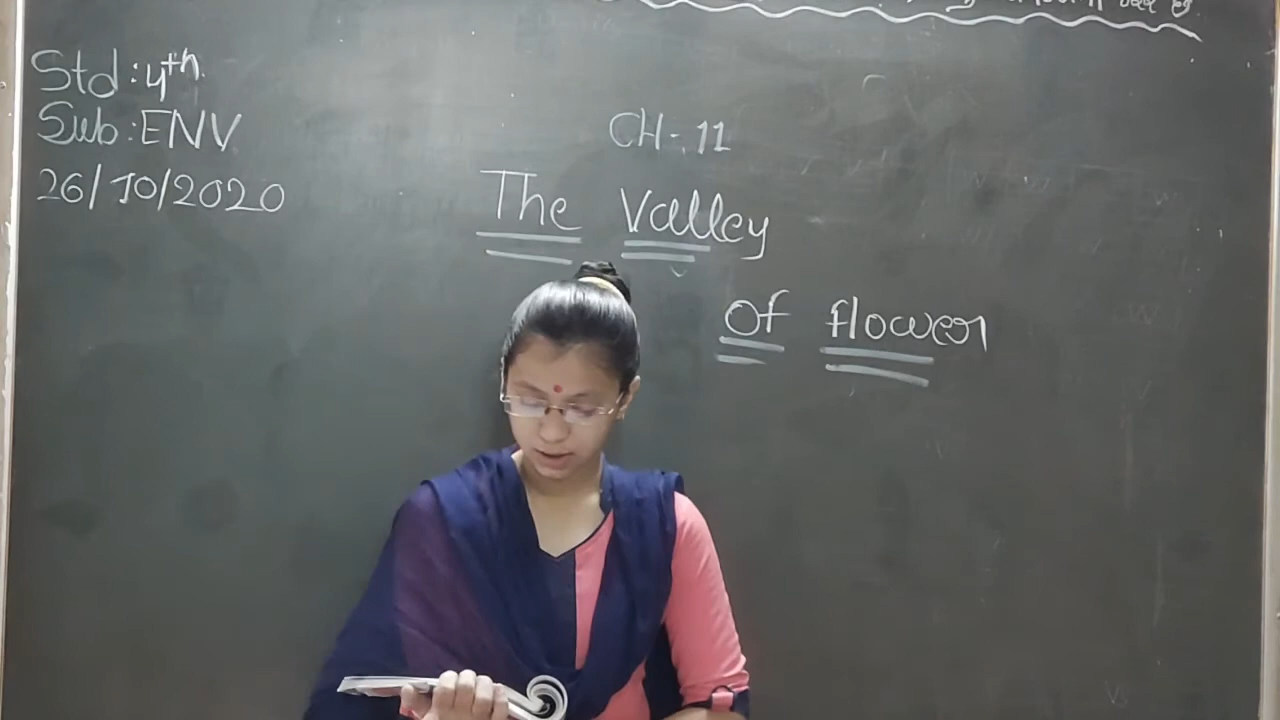 Std : 4th
Sub : ENV
26/10/2020
CH-: 11
The Valley
of flower